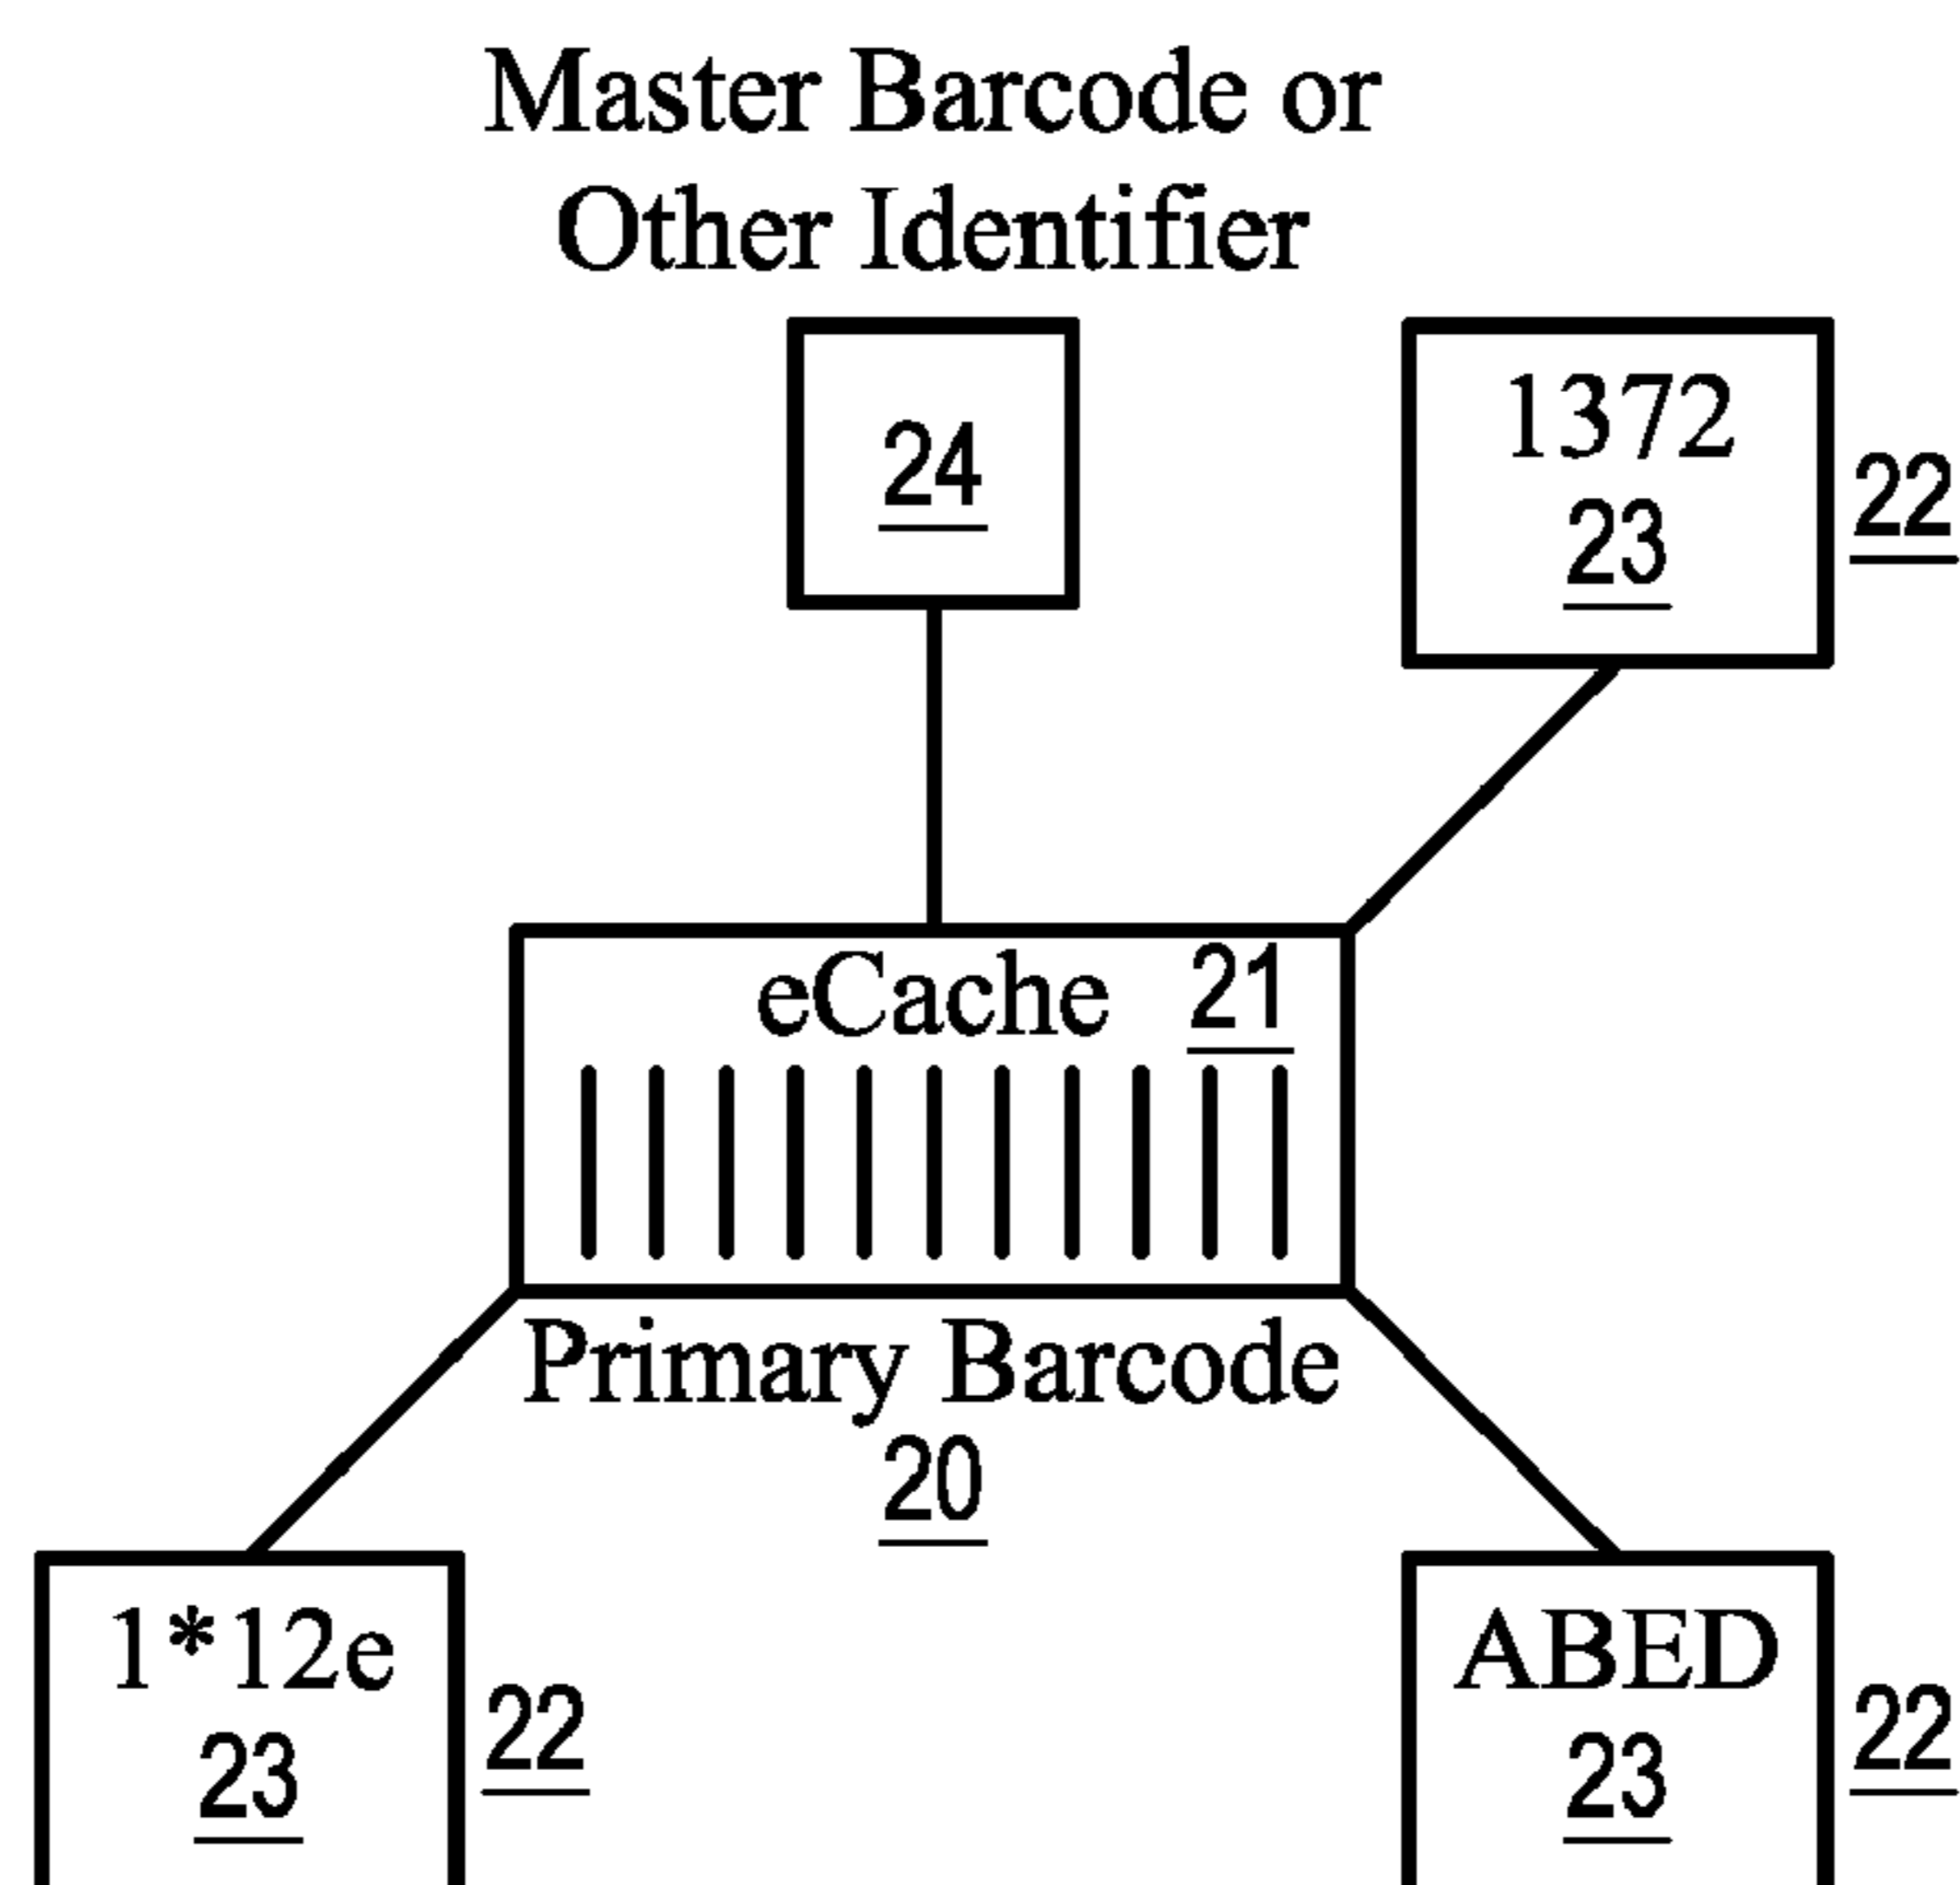 Master Barcode or
Other Identifier
24
1372
23
22
eCache 21
Primary Barcode
20
1*12e
23
22
ABED
23
22